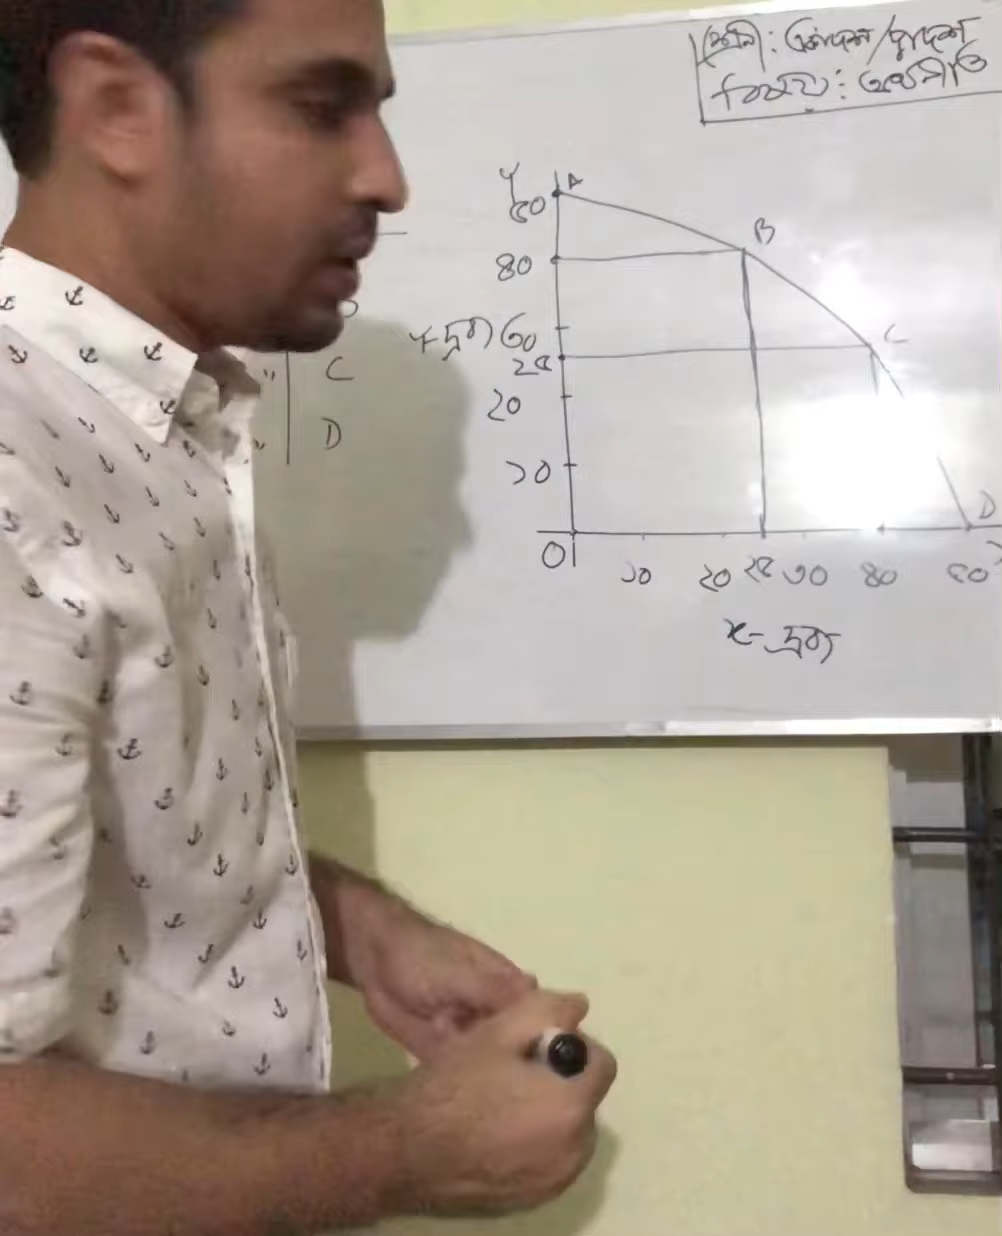 শ্রেণী: একাদশ/দ্বাদশ
বিষয়: অর্থনীতি
Y
A
৫০
B
৪০
Y-দ্রব্য ৩০
C
২৫
২০
C
D
১০
D
O
১০ ২০ ২৫ ৩০ ৪০ ৫০ X
X-দ্রব্য